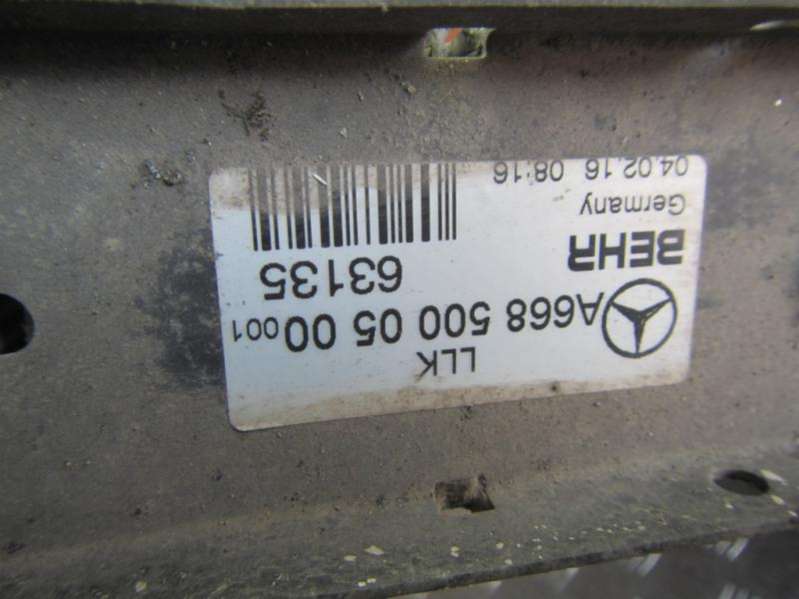 LLK
A668 500 05 00 001
BEHR 63135
Germany
04.02.16 08:16